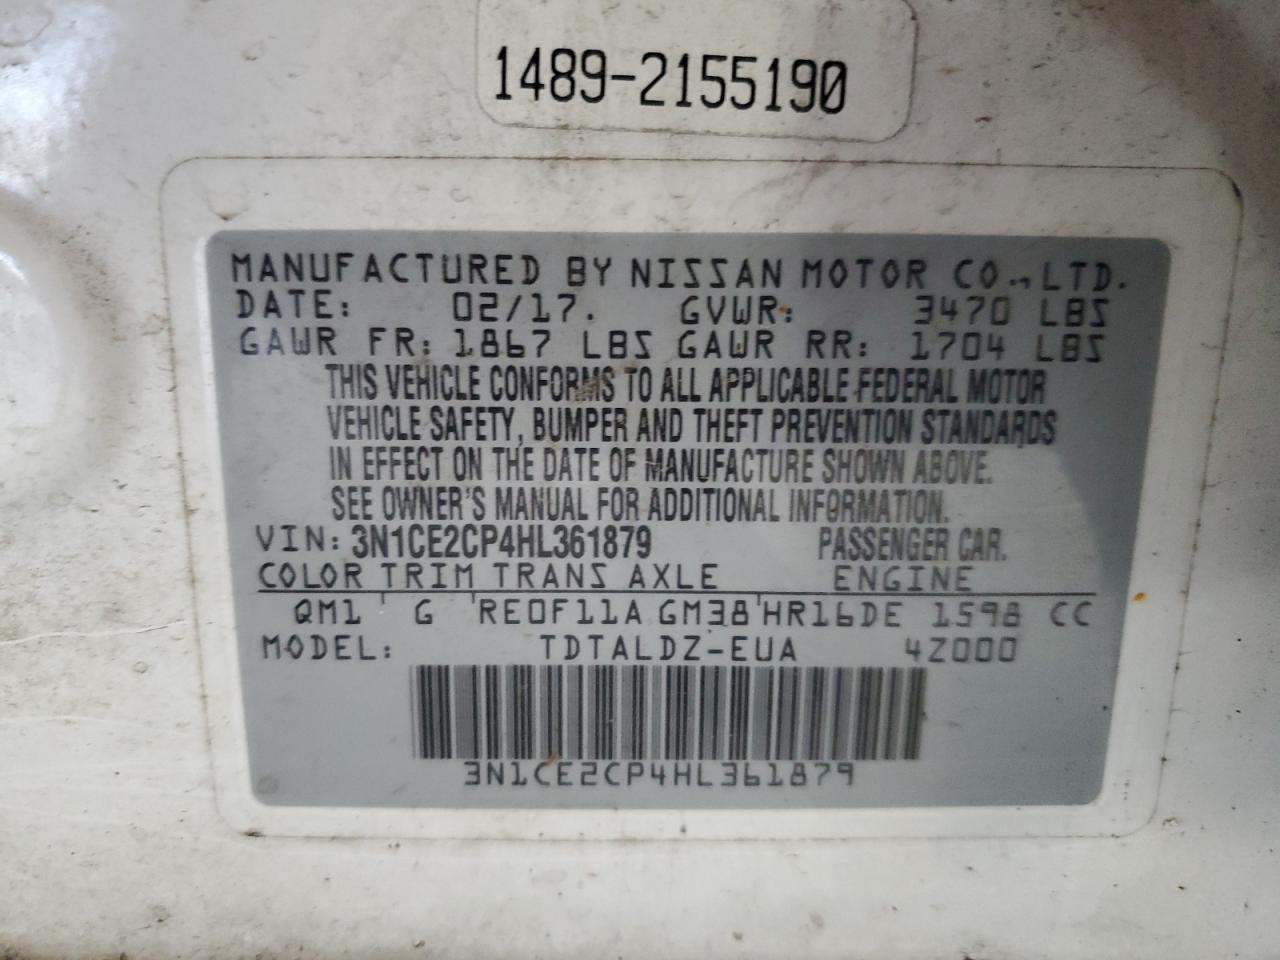 1489-2155190
MANUFACTURED BY NISSAN MOTOR CO., LTD.
DATE: 02/17. GVWR: 3470 LBS
GAWR FR: 1867 LBS GAWR RR: 1704 LBS
THIS VEHICLE CONFORMS TO ALL APPLICABLE FEDERAL MOTOR
VEHICLE SAFETY, BUMPER AND THEFT PREVENTION STANDARDS
IN EFFECT ON THE DATE OF MANUFACTURE SHOWN ABOVE.
SEE OWNER'S MANUAL FOR ADDITIONAL INFORMATION.
VIN: 3N1CE2CP4HL361879 PASSENGER CAR.
COLOR TRIM TRANS AXLE ENGINE
QM1 ' G 'RE0F11A GM38'HR16DE 1598 CC
MODEL: TDTALDZ-EUA 4Z000
3N1CE2CP4HL361879